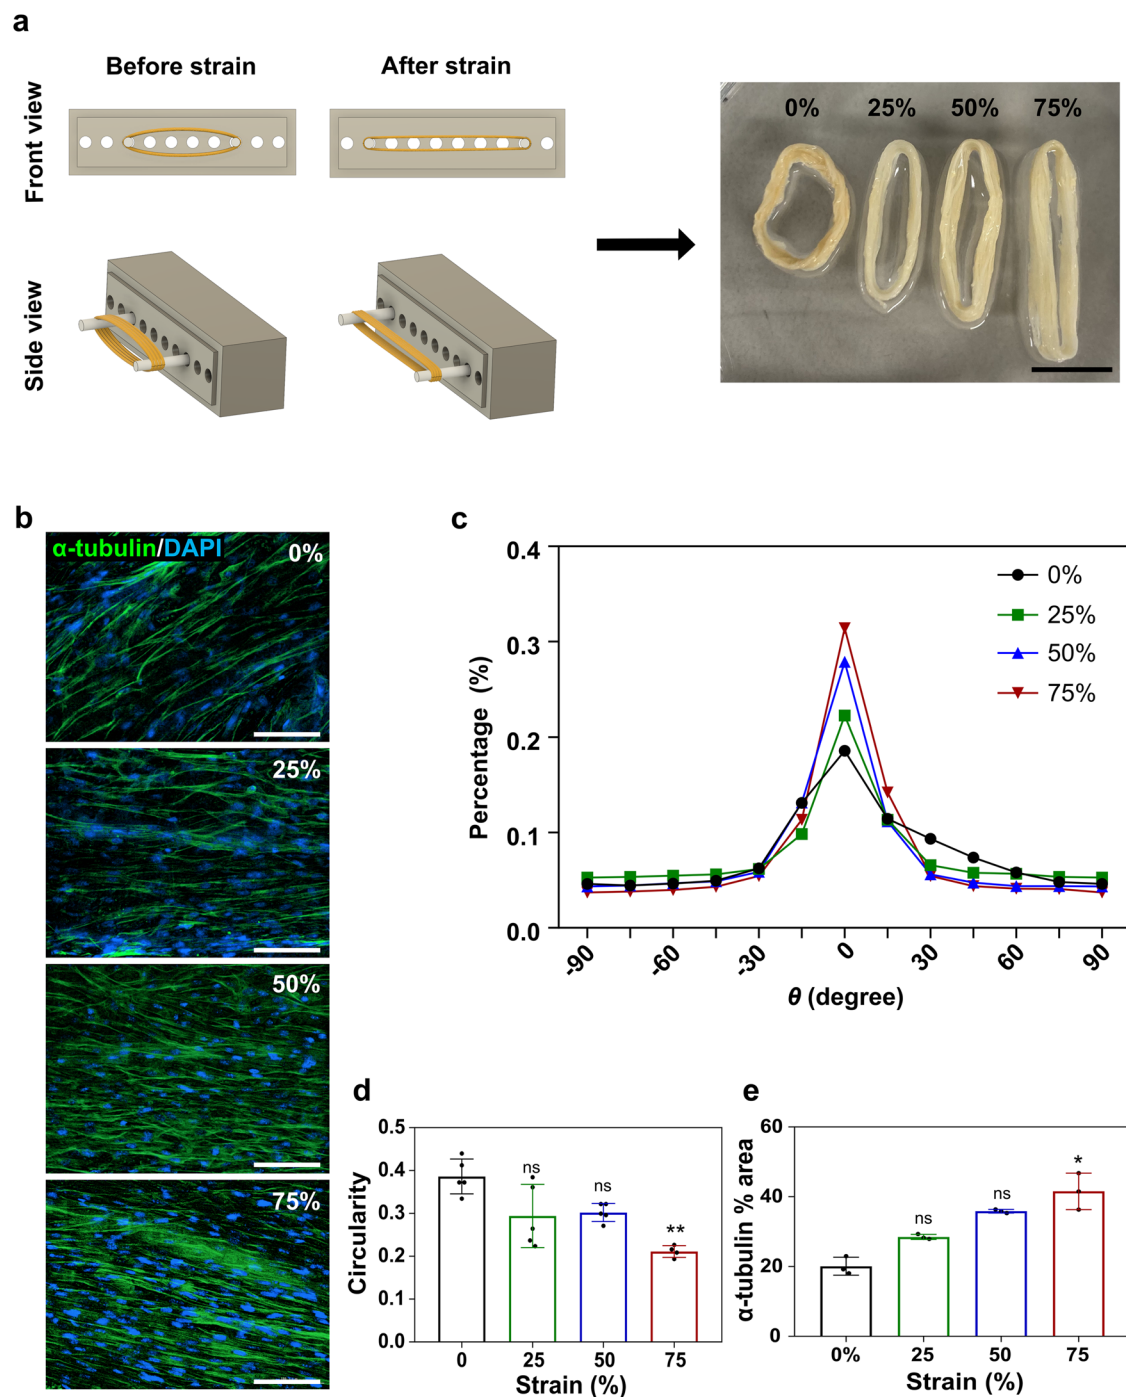 a
Before strain
After strain
Front view
Side view
0%
25%
50%
75%
b
α-tubulin/DAPI
0%
25%
50%
75%
c
0.4
0.3
0.2
0.1
0.0
Percentage (%)
-90
-60
-30
0
30
60
90
θ (degree)
0%
25%
50%
75%
d
0.5
0.4
0.3
0.2
0.1
0.0
Circularity
ns
ns
**
0
25
50
75
Strain (%)
e
60
40
20
0
α-tubulin % area
ns
ns
*
0%
25
50
75
Strain (%)